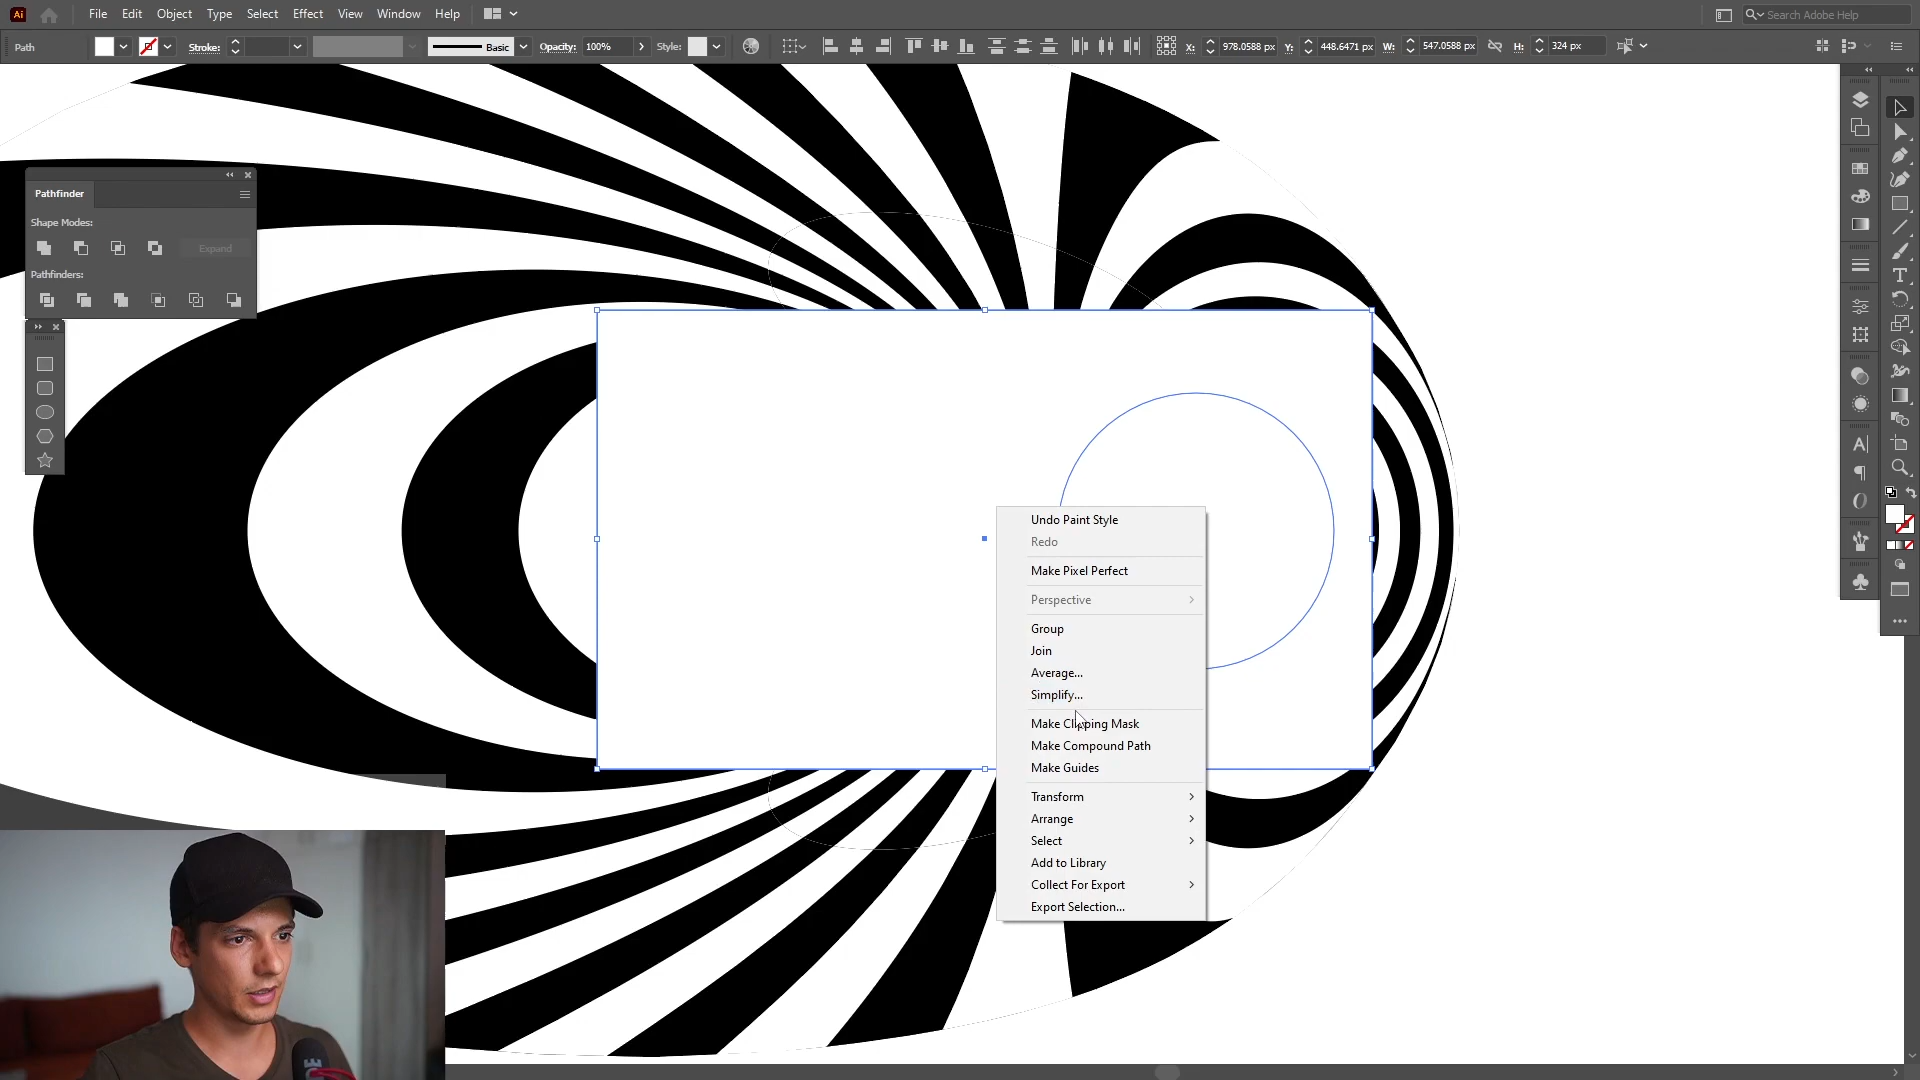 Ai File Edit Object Type Select Effect View Window Help Search Adobe Help
Path Stroke: Basic Opacity: 100% Style: X: 978.0588 px Y: 448.6471 px W: 547.0588 px H: 324 px
Pathfinder
Shape Modes:
Expand
Pathfinders:
Undo Paint Style
Redo
Make Pixel Perfect
Perspective
Group
Join
Average...
Simplify...
Make Clipping Mask
Make Compound Path
Make Guides
Transform
Arrange
Select
Add to Library
Collect For Export
Export Selection...